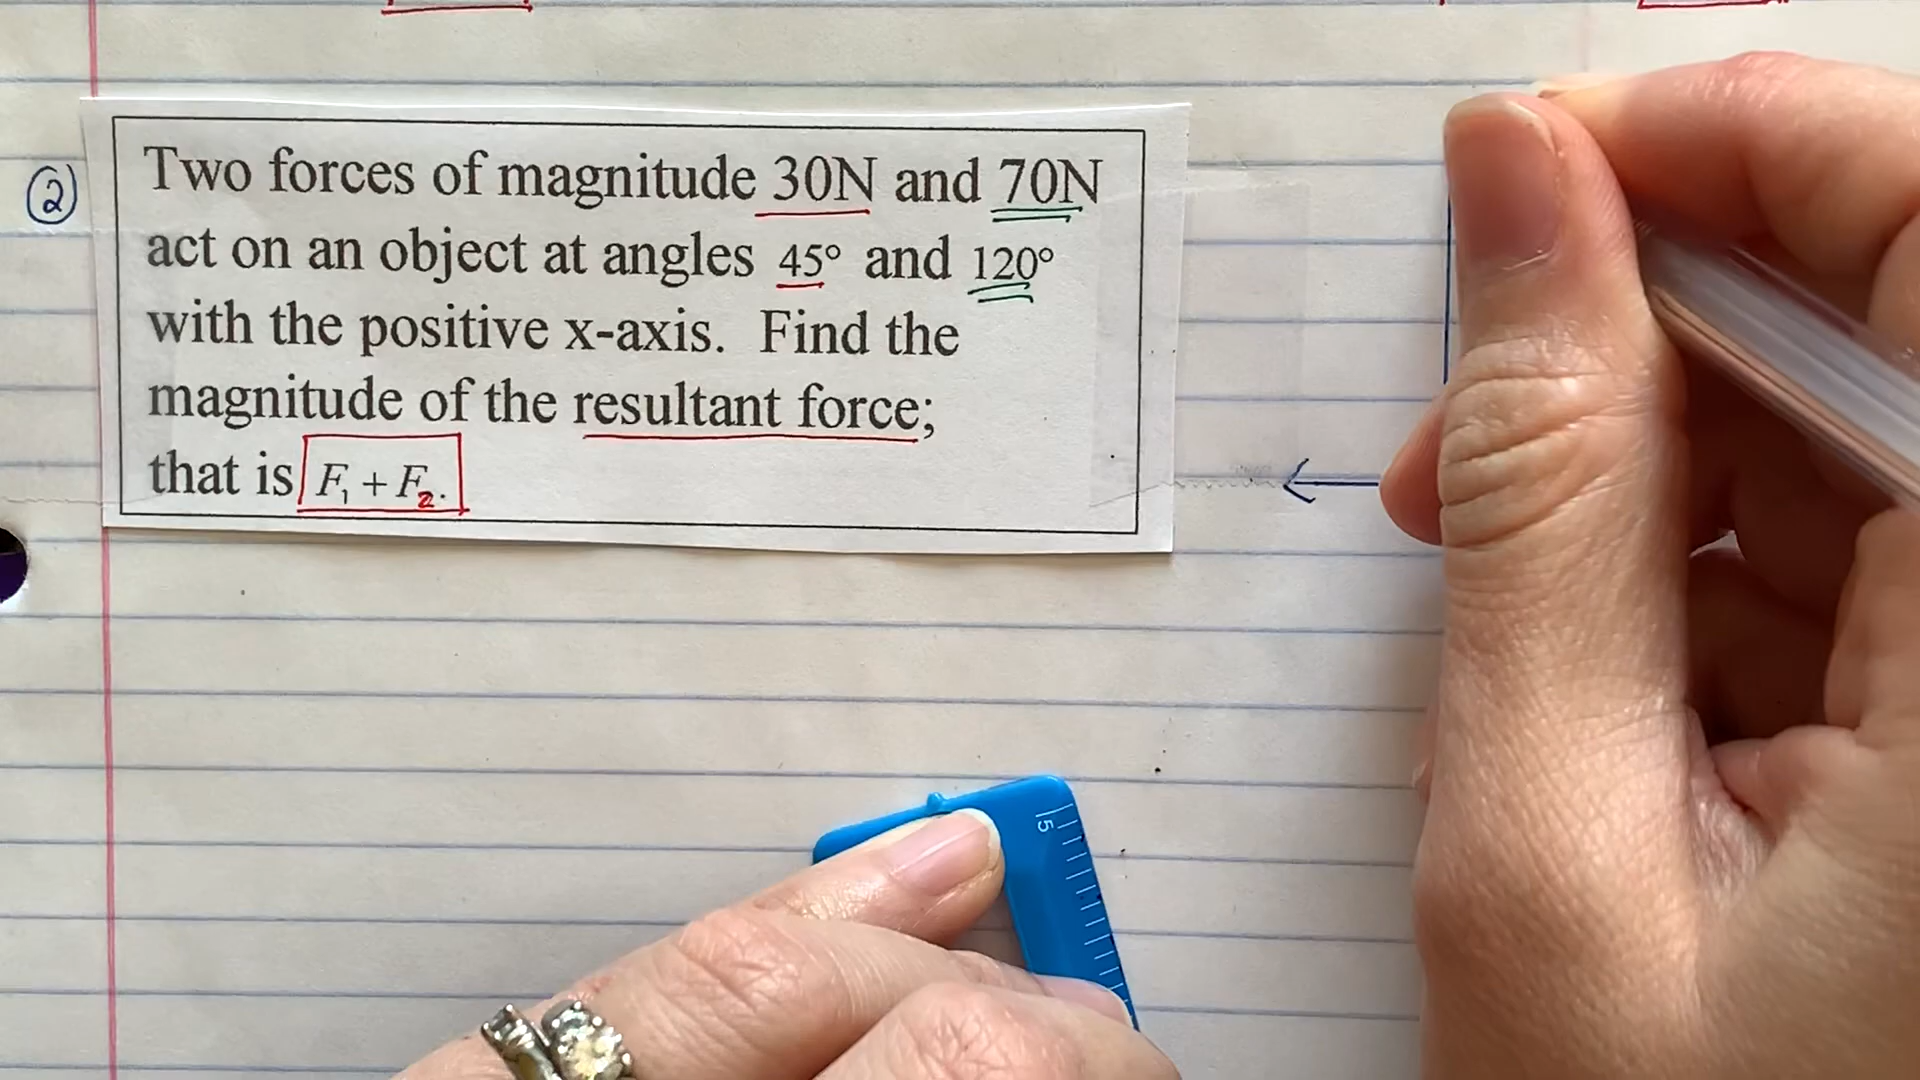 ②
Two forces of magnitude 30N and 70N
act on an object at angles 45° and 120°
with the positive x-axis. Find the
magnitude of the resultant force;
that is F₁ + F₂.
15